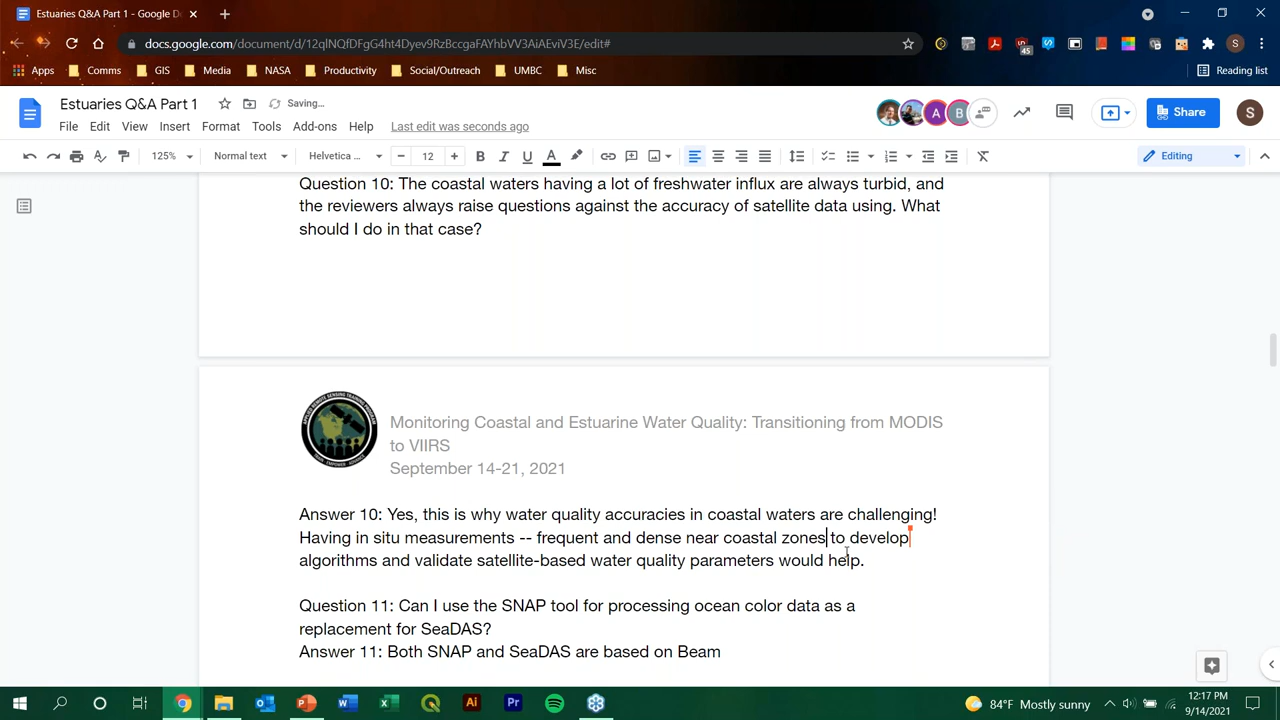 Estuaries Q&A Part 1 - Google D
docs.google.com/document/d/12qlNQfDFgG4ht4Dyev9RzBccgaFAYhbVV3AiAEviV3E/edit#
45
S
Apps
Comms
GIS
Media
NASA
Productivity
Social/Outreach
UMBC
Misc
Reading list
Estuaries Q&A Part 1
Saving...
File Edit View Insert Format Tools Add-ons Help Last edit was seconds ago
A
B
Share
S
125%
Normal text
Helvetica ...
12
B I U A
Editing
Question 10: The coastal waters having a lot of freshwater influx are always turbid, and
the reviewers always raise questions against the accuracy of satellite data using. What
should I do in that case?
Monitoring Coastal and Estuarine Water Quality: Transitioning from MODIS
to VIIRS
September 14-21, 2021
Answer 10: Yes, this is why water quality accuracies in coastal waters are challenging!
Having in situ measurements -- frequent and dense near coastal zones to develop
algorithms and validate satellite-based water quality parameters would help.
Question 11: Can I use the SNAP tool for processing ocean color data as a
replacement for SeaDAS?
Answer 11: Both SNAP and SeaDAS are based on Beam
84°F Mostly sunny
12:17 PM
9/14/2021